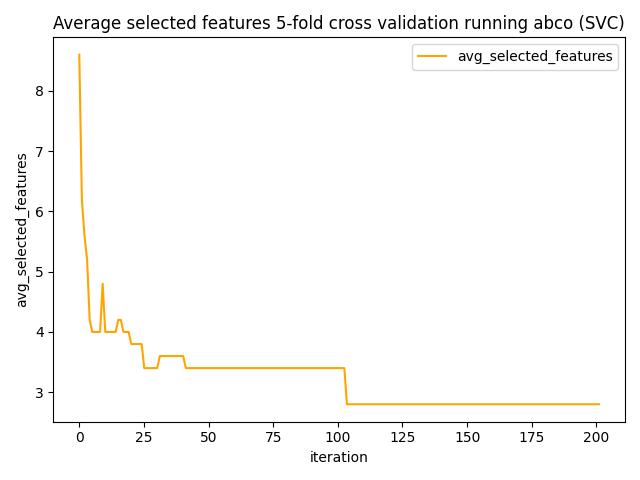 Average selected features 5-fold cross validation running abco (SVC)
avg_selected_features
avg_selected_features
8
7
6
5
4
3
0 25 50 75 100 125 150 175 200
iteration